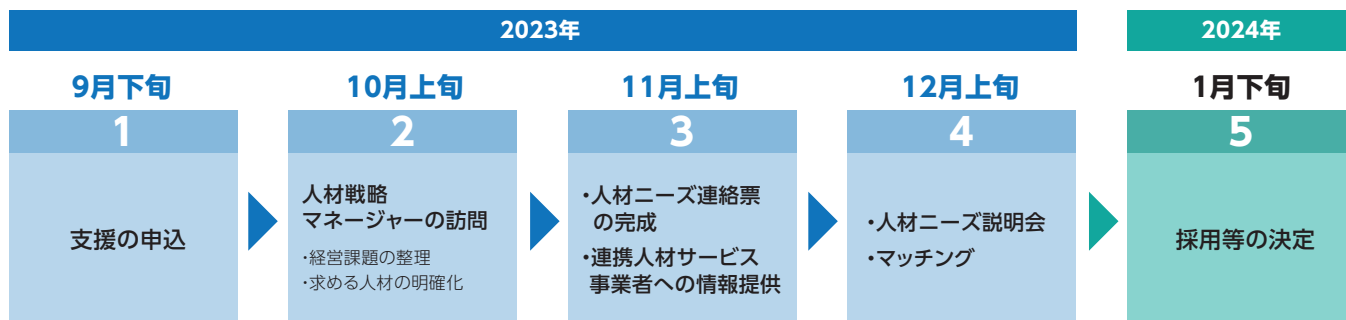 2023年
2024年
9月下旬
1
支援の申込
10月上旬
2
人材戦略
マネージャーの訪問
・経営課題の整理
・求める人材の明確化
11月上旬
3
・人材ニーズ連絡票
の完成
・連携人材サービス
事業者への情報提供
12月上旬
4
・人材ニーズ説明会
・マッチング
1月下旬
5
採用等の決定